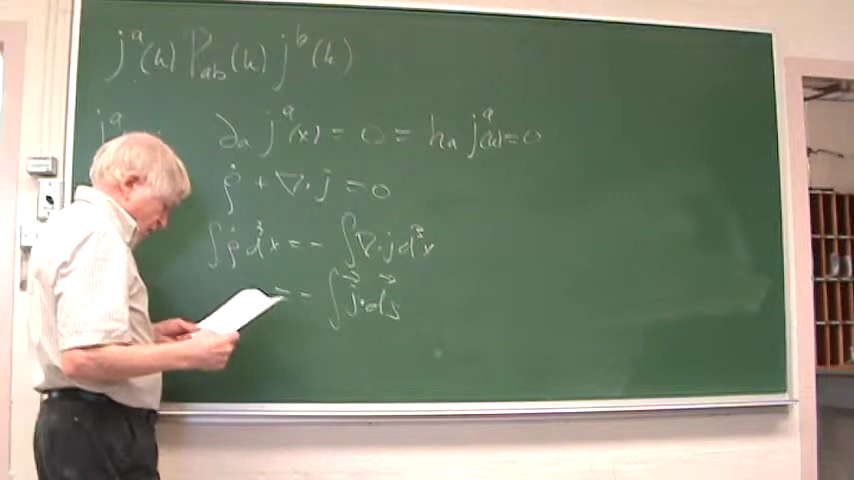 j^a(k) P_ab(k) j^b(k)
j^a ∂_a j^a(x) = 0 = k_a j^a(k) = 0
ρ̇ + ∇·j = 0
∫ρ̇ d³x = - ∫∇·j d³x
= - ∫j⃗·ds⃗